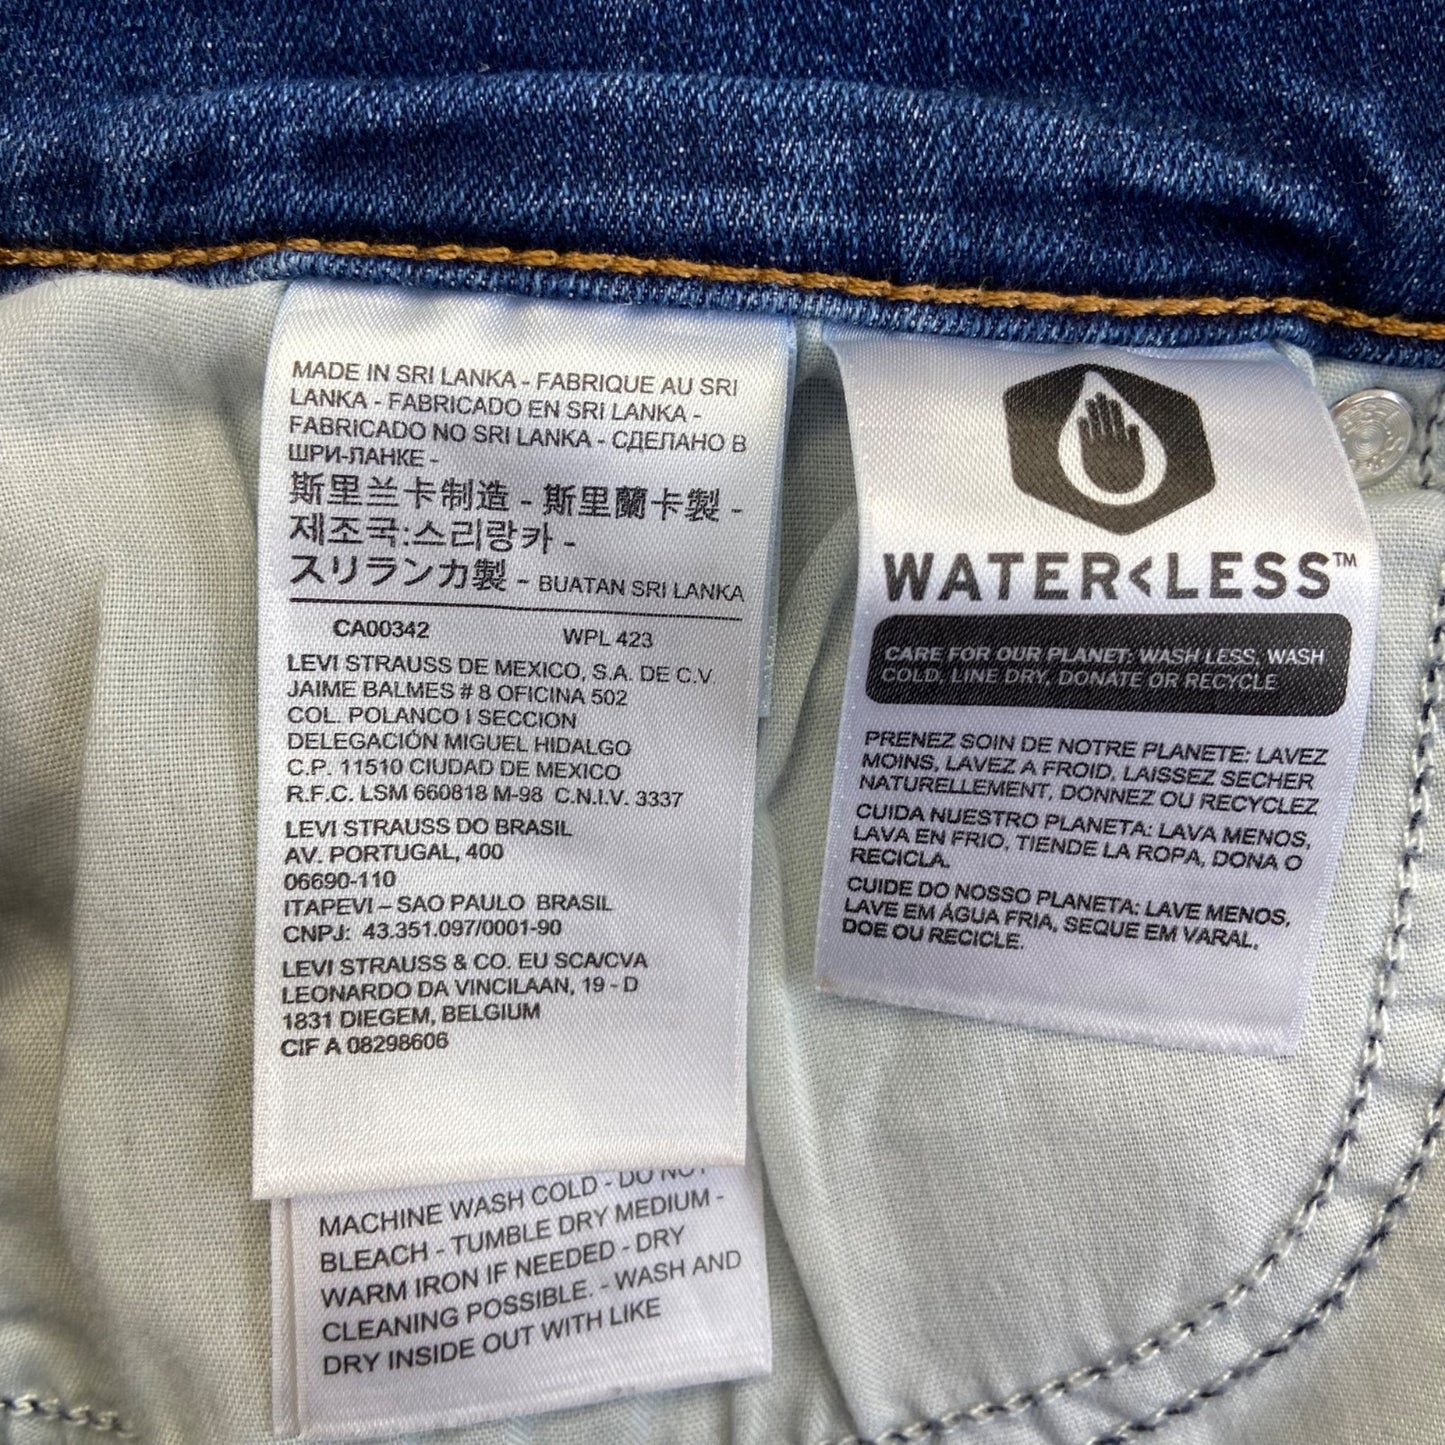 MADE IN SRI LANKA - FABRIQUE AU SRI
LANKA - FABRICADO EN SRI LANKA -
FABRICADO NO SRI LANKA - СДЕЛАНО В
ШРИ-ЛАНКЕ -
斯里兰卡制造 - 斯里蘭卡製 -
제조국:스리랑카 -
スリランカ製 - BUATAN SRI LANKA
CA00342 WPL 423
LEVI STRAUSS DE MEXICO, S.A. DE C.V.
JAIME BALMES # 8 OFICINA 502
COL. POLANCO I SECCION
DELEGACIÓN MIGUEL HIDALGO
C.P. 11510 CIUDAD DE MEXICO
R.F.C. LSM 660818 M-98 C.N.I.V. 3337
LEVI STRAUSS DO BRASIL
AV. PORTUGAL, 400
06690-110
ITAPEVI – SAO PAULO BRASIL
CNPJ: 43.351.097/0001-90
LEVI STRAUSS & CO. EU SCA/CVA
LEONARDO DA VINCILAAN, 19 - D
1831 DIEGEM, BELGIUM
CIF A 08298606
MACHINE WASH COLD - DO NOT
BLEACH - TUMBLE DRY MEDIUM -
WARM IRON IF NEEDED - DRY
CLEANING POSSIBLE. - WASH AND
DRY INSIDE OUT WITH LIKE
WATER<LESS™
CARE FOR OUR PLANET: WASH LESS, WASH
COLD, LINE DRY, DONATE OR RECYCLE
PRENEZ SOIN DE NOTRE PLANETE: LAVEZ
MOINS, LAVEZ A FROID, LAISSEZ SECHER
NATURELLEMENT, DONNEZ OU RECYCLEZ
CUIDA NUESTRO PLANETA: LAVA MENOS,
LAVA EN FRIO, TIENDE LA ROPA, DONA O
RECICLA.
CUIDE DO NOSSO PLANETA: LAVE MENOS,
LAVE EM ÁGUA FRIA, SEQUE EM VARAL,
DOE OU RECICLE.